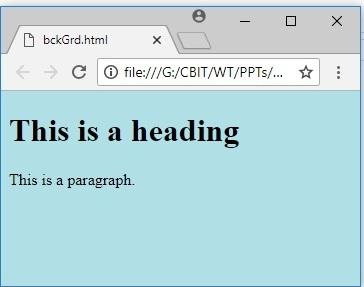 bckGrd.html
file:///G:/CBIT/WT/PPTs/...
This is a heading
This is a paragraph.